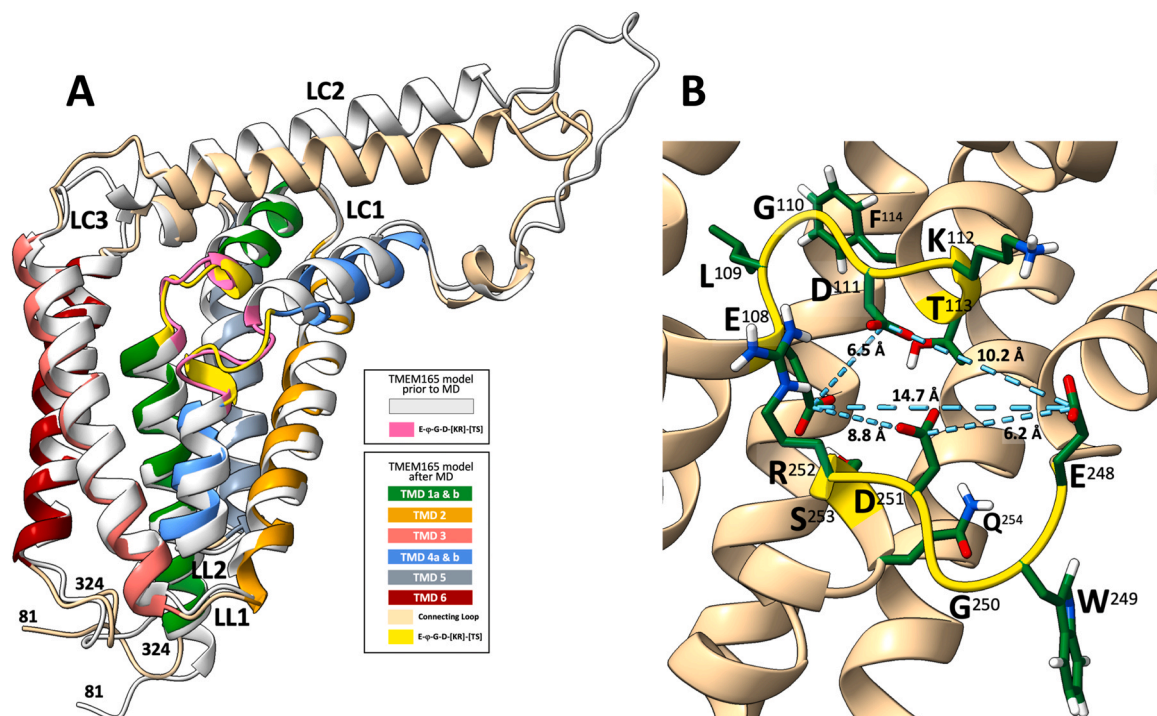 A
LC2
LC3
LC1
LL2
LL1
324
81
324
81
TMEM165 model
prior to MD
E-φ-G-D-[KR]-[TS]
TMEM165 model
after MD
TMD 1a & b
TMD 2
TMD 3
TMD 4a & b
TMD 5
TMD 6
Connecting Loop
E-φ-G-D-[KR]-[TS]
B
G110
F114
K112
L109
D111
T113
E108
6.5 Å
10.2 Å
14.7 Å
8.8 Å
6.2 Å
R252
D251
E248
S253
Q254
G250
W249